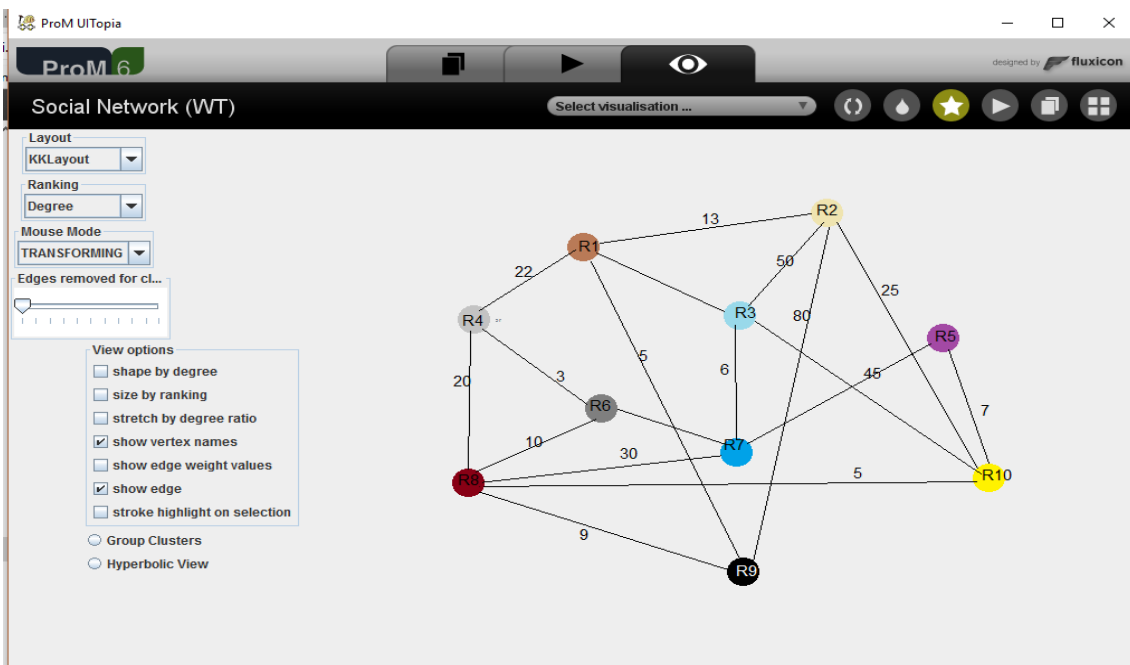 ProM UITopia
ProM 6
designed by fluxicon
Social Network (WT)
Select visualisation ...
Layout
KKLayout
Ranking
Degree
Mouse Mode
TRANSFORMING
Edges removed for cl...
View options
shape by degree
size by ranking
stretch by degree ratio
show vertex names
show edge weight values
show edge
stroke highlight on selection
Group Clusters
Hyperbolic View
R2
13
R1
50
22
25
R3
80
R4
R5
5
6
3
45
20
R6
7
10
R7
30
5
R8
R10
9
R9